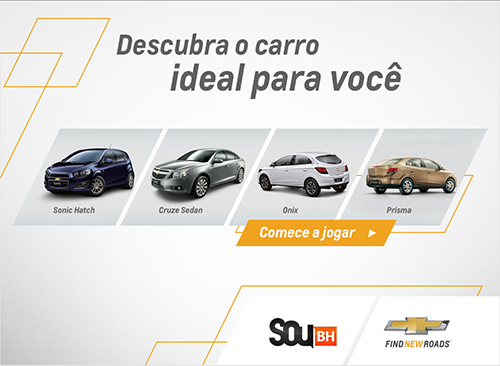 Descubra o carro
ideal para você
Sonic Hatch
Cruze Sedan
Onix
Prisma
Comece a jogar
SOU BH
FIND NEW ROADS